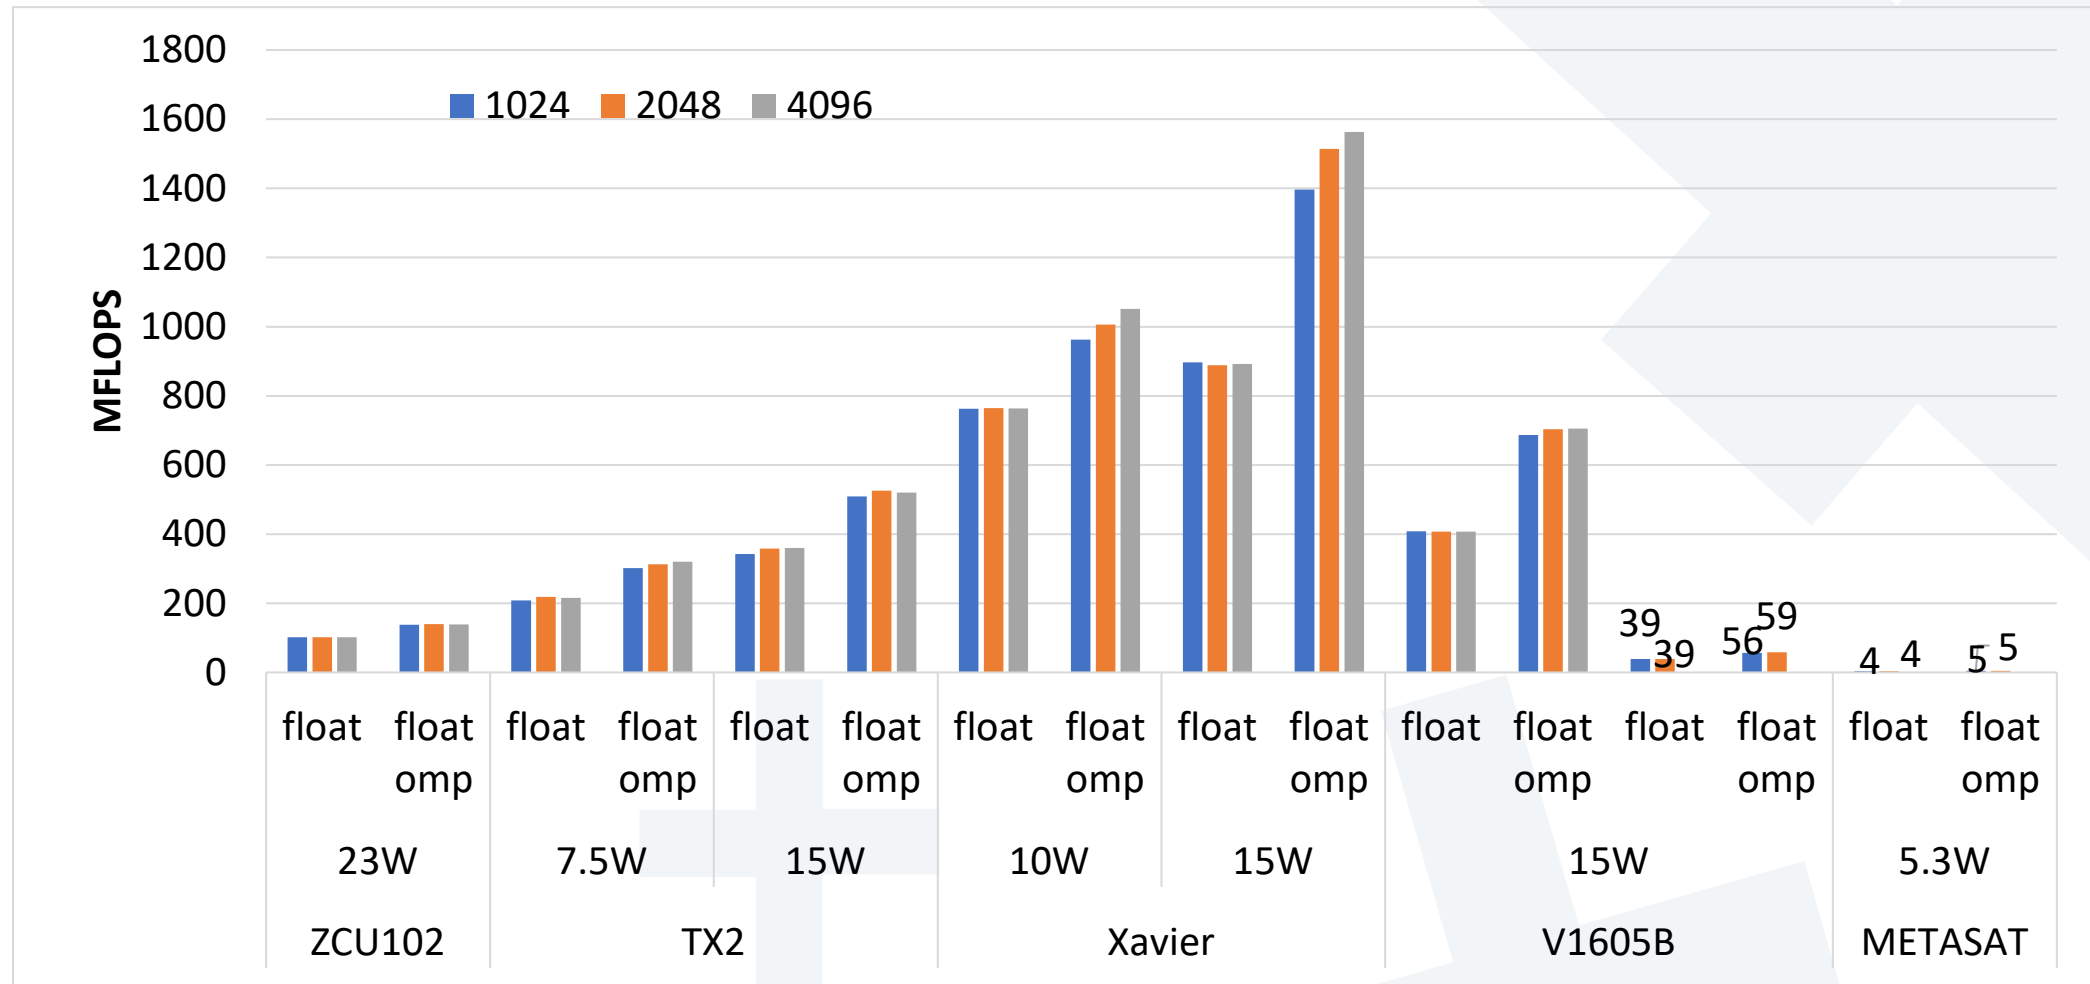 1800
1600
1400
1200
1000
800
600
400
200
0
MFLOPS
1024 2048 4096
39 39 56 59 4 4 5 5
float float omp float float omp float float omp float float omp float float omp float float omp float float omp float float omp
23W 7.5W 15W 10W 15W 15W 5.3W
ZCU102 TX2 Xavier V1605B METASAT